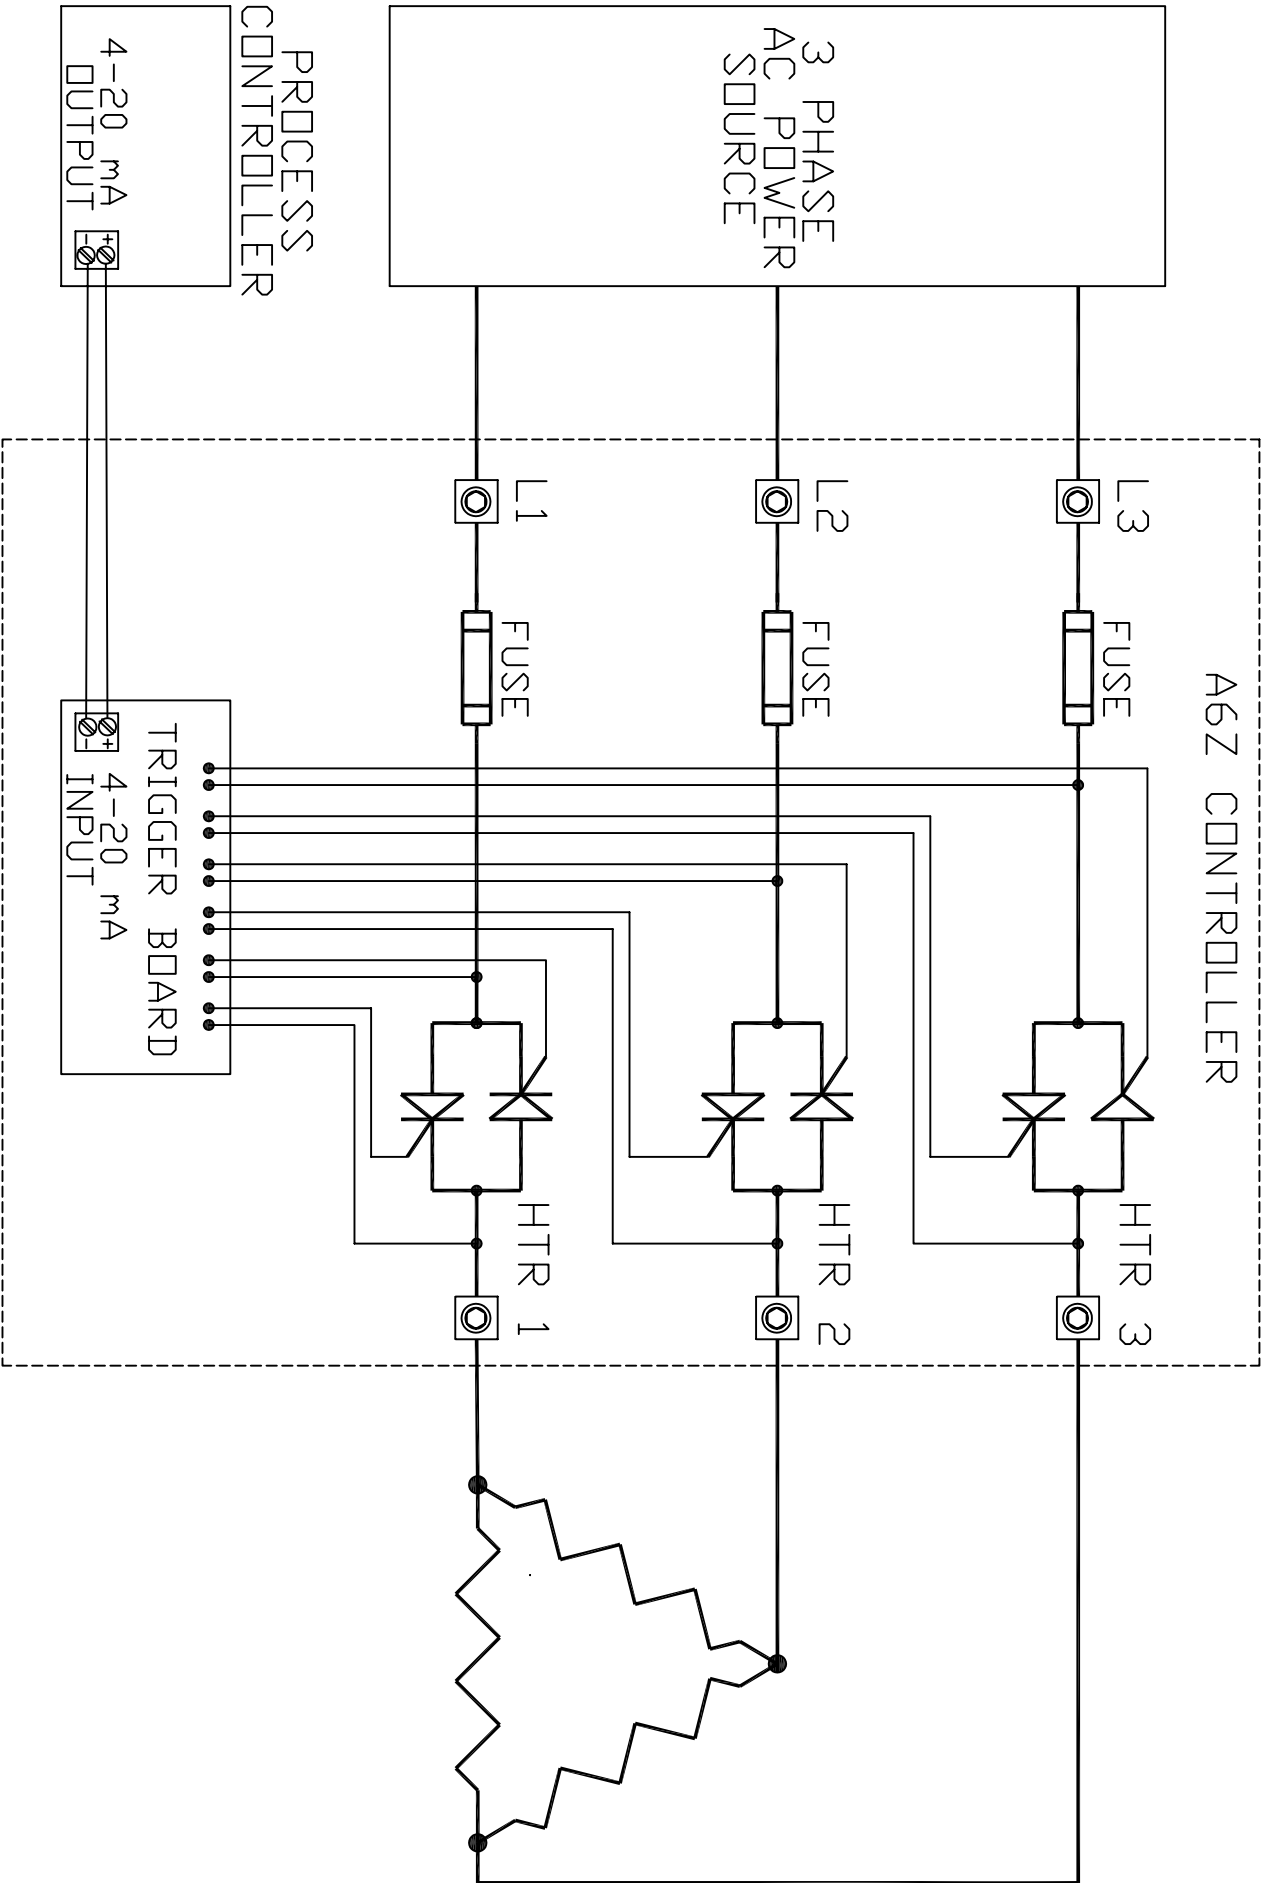 3 PHASE
AC POWER
SOURCE
PROCESS
CONTROLLER
4-20 mA
OUTPUT
+
-
A6Z CONTROLLER
L3
FUSE
HTR 3
L2
FUSE
HTR 2
L1
FUSE
HTR 1
TRIGGER BOARD
4-20 mA
INPUT
+
-